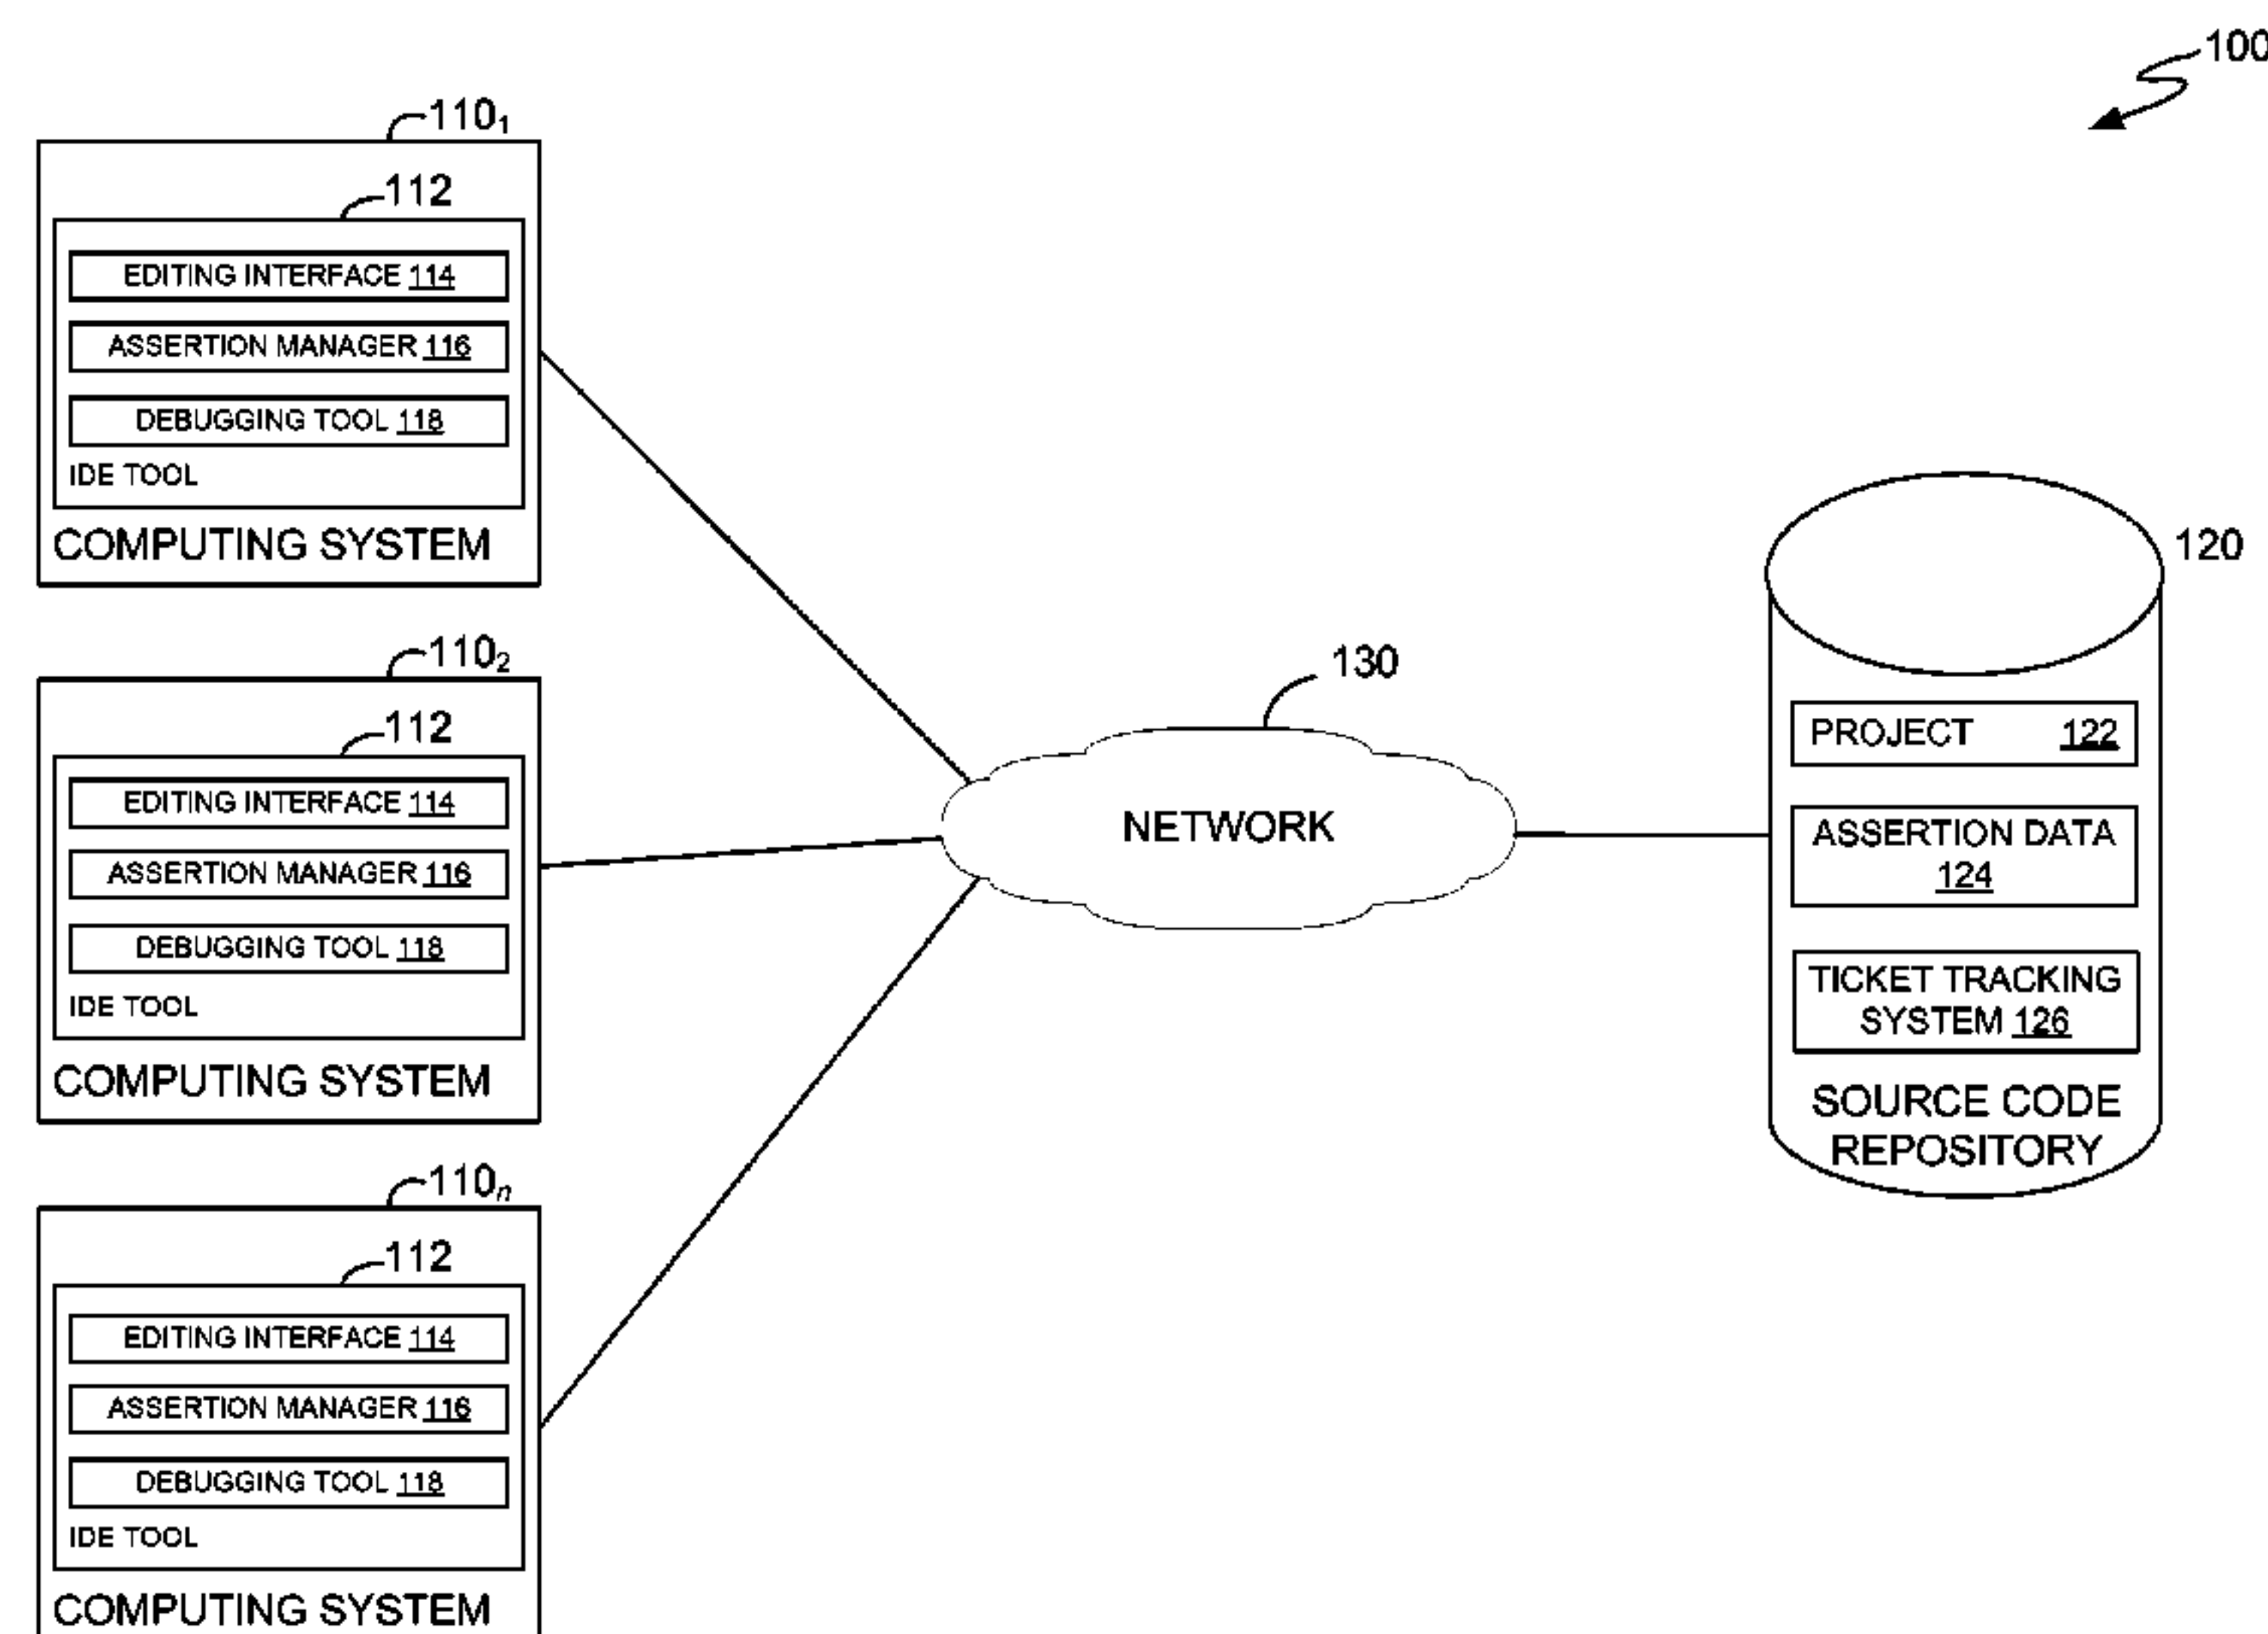 100
110₁
112
EDITING INTERFACE 114
ASSERTION MANAGER 116
DEBUGGING TOOL 118
IDE TOOL
COMPUTING SYSTEM
110₂
112
EDITING INTERFACE 114
ASSERTION MANAGER 116
DEBUGGING TOOL 118
IDE TOOL
COMPUTING SYSTEM
110ₙ
112
EDITING INTERFACE 114
ASSERTION MANAGER 116
DEBUGGING TOOL 118
IDE TOOL
COMPUTING SYSTEM
130
NETWORK
120
PROJECT 122
ASSERTION DATA
124
TICKET TRACKING
SYSTEM 126
SOURCE CODE
REPOSITORY